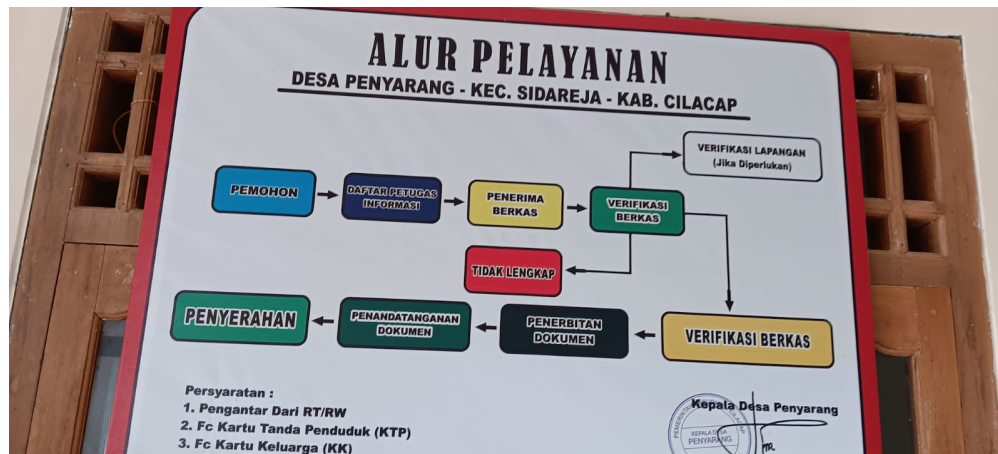 ALUR PELAYANAN
DESA PENYARANG - KEC. SIDAREJA - KAB. CILACAP
VERIFIKASI LAPANGAN
(Jika Diperlukan)
PEMOHON
DAFTAR PETUGAS
INFORMASI
PENERIMA
BERKAS
VERIFIKASI
BERKAS
TIDAK LENGKAP
PENYERAHAN
PENANDATANGANAN
DOKUMEN
PENERBITAN
DOKUMEN
VERIFIKASI BERKAS
Persyaratan :
1. Pengantar Dari RT/RW
2. Fc Kartu Tanda Penduduk (KTP)
3. Fc Kartu Keluarga (KK)
Kepala Desa Penyarang
KEPALA DESA
PENYARANG